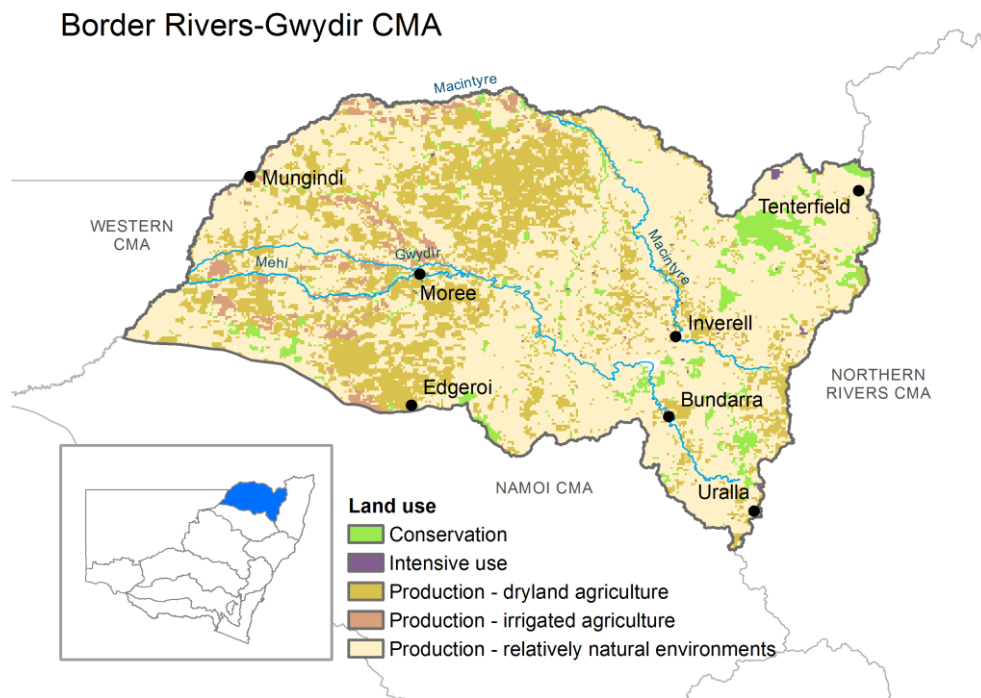 Border Rivers-Gwydir CMA
Macintyre
Mungindi
Tenterfield
WESTERN
CMA
Gwydir
Mehi
Macintyre
Moree
Inverell
NORTHERN
RIVERS CMA
Edgeroi
Bundarra
NAMOI CMA
Uralla
Land use
Conservation
Intensive use
Production - dryland agriculture
Production - irrigated agriculture
Production - relatively natural environments